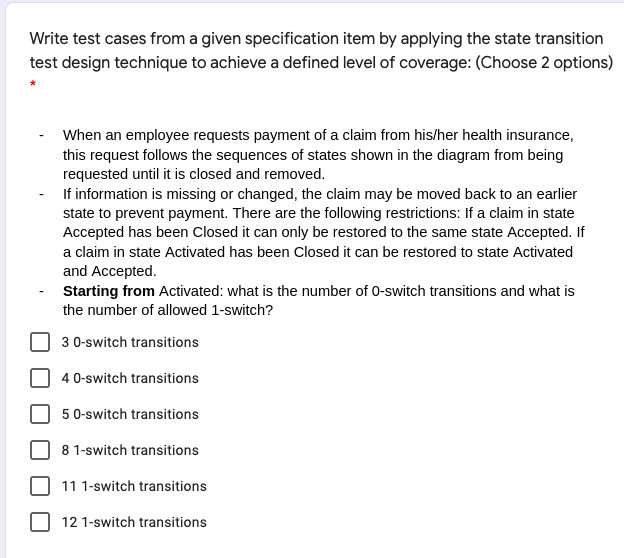 Write test cases from a given specification item by applying the state transition
test design technique to achieve a defined level of coverage: (Choose 2 options)
*
- When an employee requests payment of a claim from his/her health insurance,
this request follows the sequences of states shown in the diagram from being
requested until it is closed and removed.
- If information is missing or changed, the claim may be moved back to an earlier
state to prevent payment. There are the following restrictions: If a claim in state
Accepted has been Closed it can only be restored to the same state Accepted. If
a claim in state Activated has been Closed it can be restored to state Activated
and Accepted.
- Starting from Activated: what is the number of 0-switch transitions and what is
the number of allowed 1-switch?
3 0-switch transitions
4 0-switch transitions
5 0-switch transitions
8 1-switch transitions
11 1-switch transitions
12 1-switch transitions